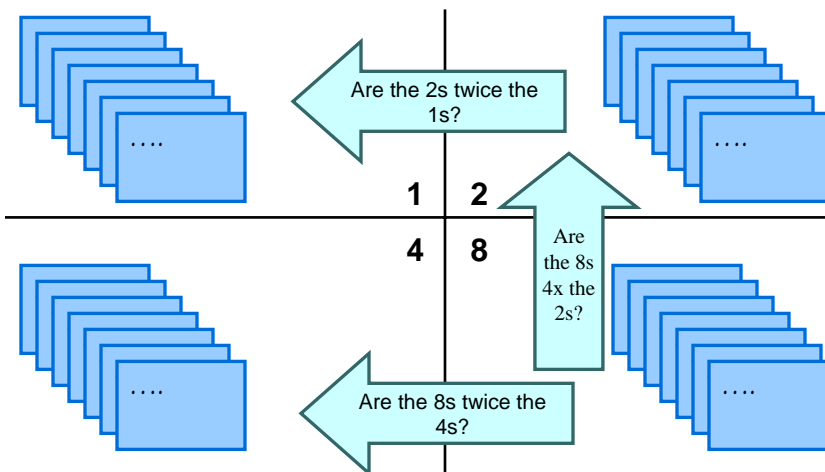 Are the 2s twice the
1s?
....
....
1 2
4 8
Are
the 8s
4x the
2s?
....
....
Are the 8s twice the
4s?